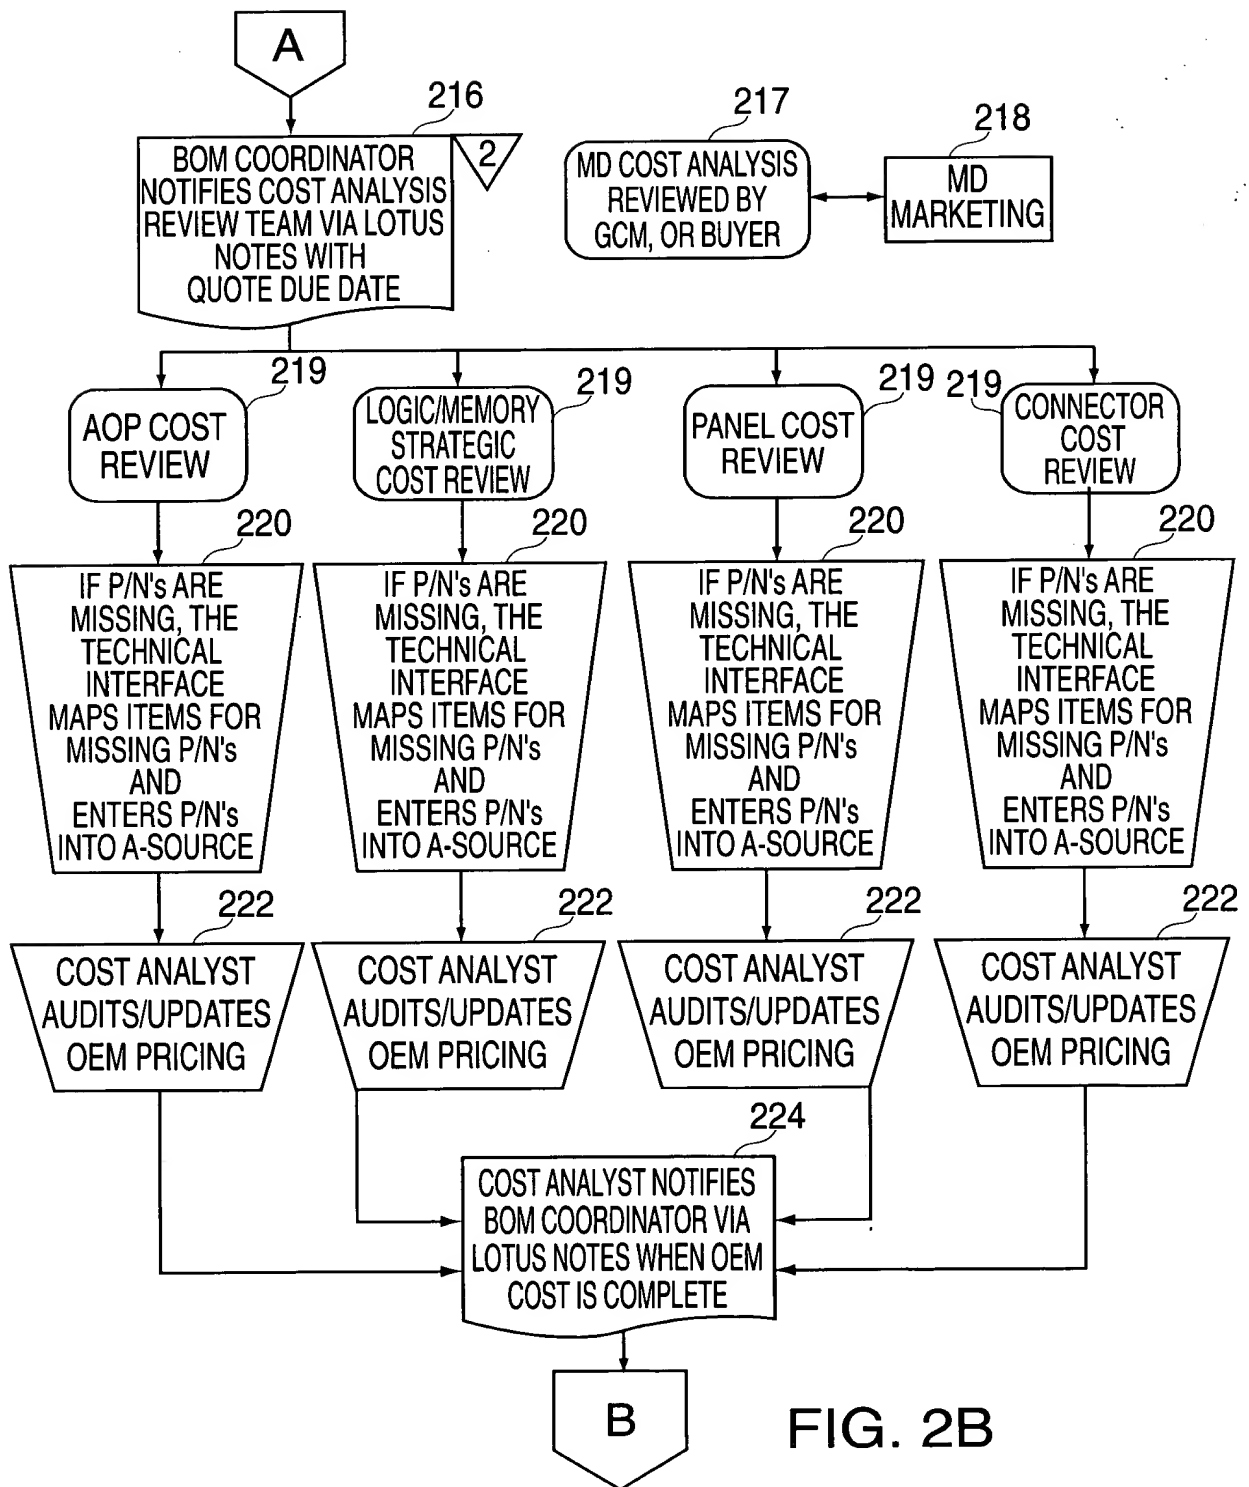 A
216
BOM COORDINATOR
NOTIFIES COST ANALYSIS
REVIEW TEAM VIA LOTUS
NOTES WITH
QUOTE DUE DATE
2
217
MD COST ANALYSIS
REVIEWED BY
GCM, OR BUYER
218
MD
MARKETING
219
AOP COST
REVIEW
219
LOGIC/MEMORY
STRATEGIC
COST REVIEW
219
PANEL COST
REVIEW
219
CONNECTOR
COST
REVIEW
220
IF P/N's ARE
MISSING, THE
TECHNICAL
INTERFACE
MAPS ITEMS FOR
MISSING P/N's
AND
ENTERS P/N's
INTO A-SOURCE
220
IF P/N's ARE
MISSING, THE
TECHNICAL
INTERFACE
MAPS ITEMS FOR
MISSING P/N's
AND
ENTERS P/N's
INTO A-SOURCE
220
IF P/N's ARE
MISSING, THE
TECHNICAL
INTERFACE
MAPS ITEMS FOR
MISSING P/N's
AND
ENTERS P/N's
INTO A-SOURCE
220
IF P/N's ARE
MISSING, THE
TECHNICAL
INTERFACE
MAPS ITEMS FOR
MISSING P/N's
AND
ENTERS P/N's
INTO A-SOURCE
222
COST ANALYST
AUDITS/UPDATES
OEM PRICING
222
COST ANALYST
AUDITS/UPDATES
OEM PRICING
222
COST ANALYST
AUDITS/UPDATES
OEM PRICING
222
COST ANALYST
AUDITS/UPDATES
OEM PRICING
224
COST ANALYST NOTIFIES
BOM COORDINATOR VIA
LOTUS NOTES WHEN OEM
COST IS COMPLETE
B
FIG. 2B